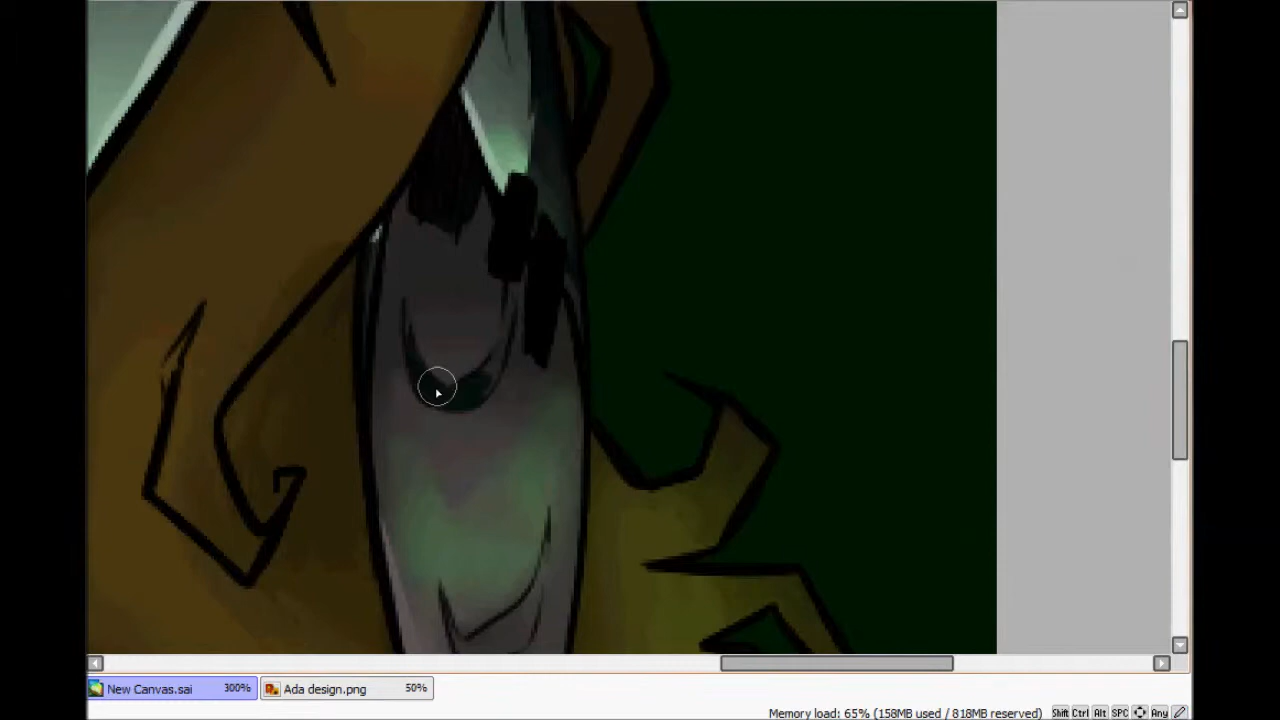 New Canvas.sai 300% Ada design.png 50%
Memory load: 65% (158MB used / 818MB reserved) Shift Ctrl Alt SPC Any